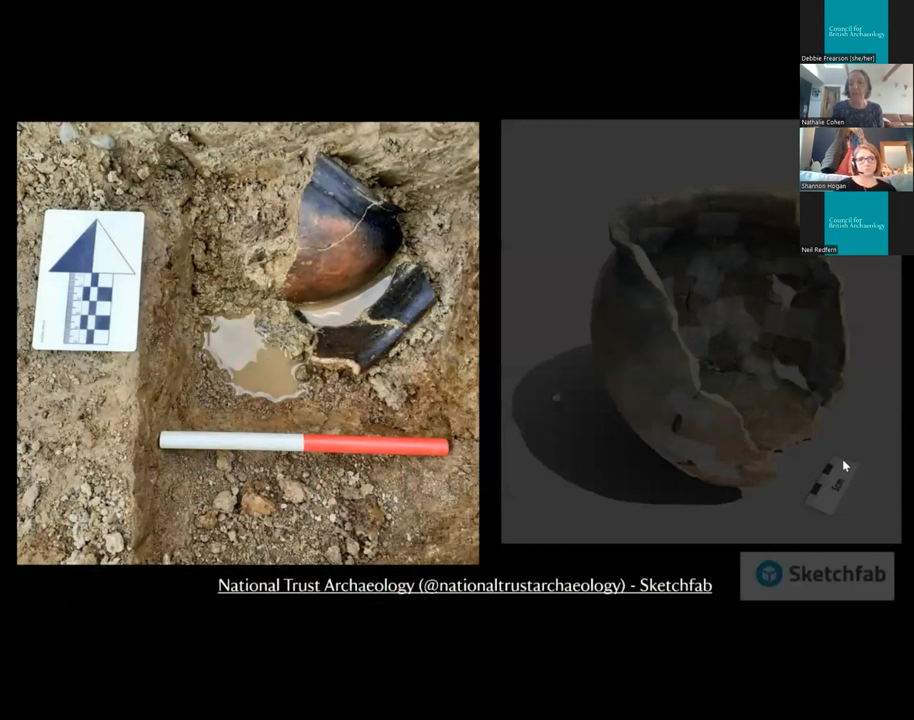 Council for
British Archaeology
Debbie Frearson [she/her]
Nathalie Cohen
Shannon Hogan
Council for
British Archaeology
Neil Redfern
5cm
National Trust Archaeology (@nationaltrustarchaeology) - Sketchfab
Sketchfab